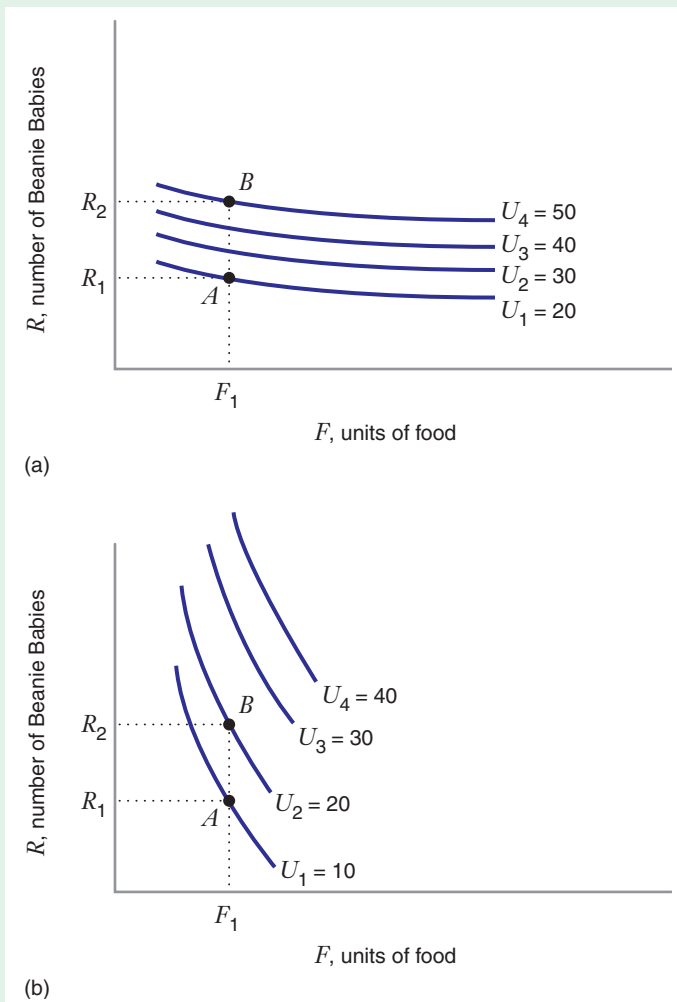 R, number of Beanie Babies
B
R₂
U₄ = 50
U₃ = 40
U₂ = 30
R₁
A
U₁ = 20
F₁
F, units of food
(a)
R, number of Beanie Babies
U₄ = 40
B
R₂
U₃ = 30
R₁
A
U₂ = 20
U₁ = 10
F₁
F, units of food
(b)